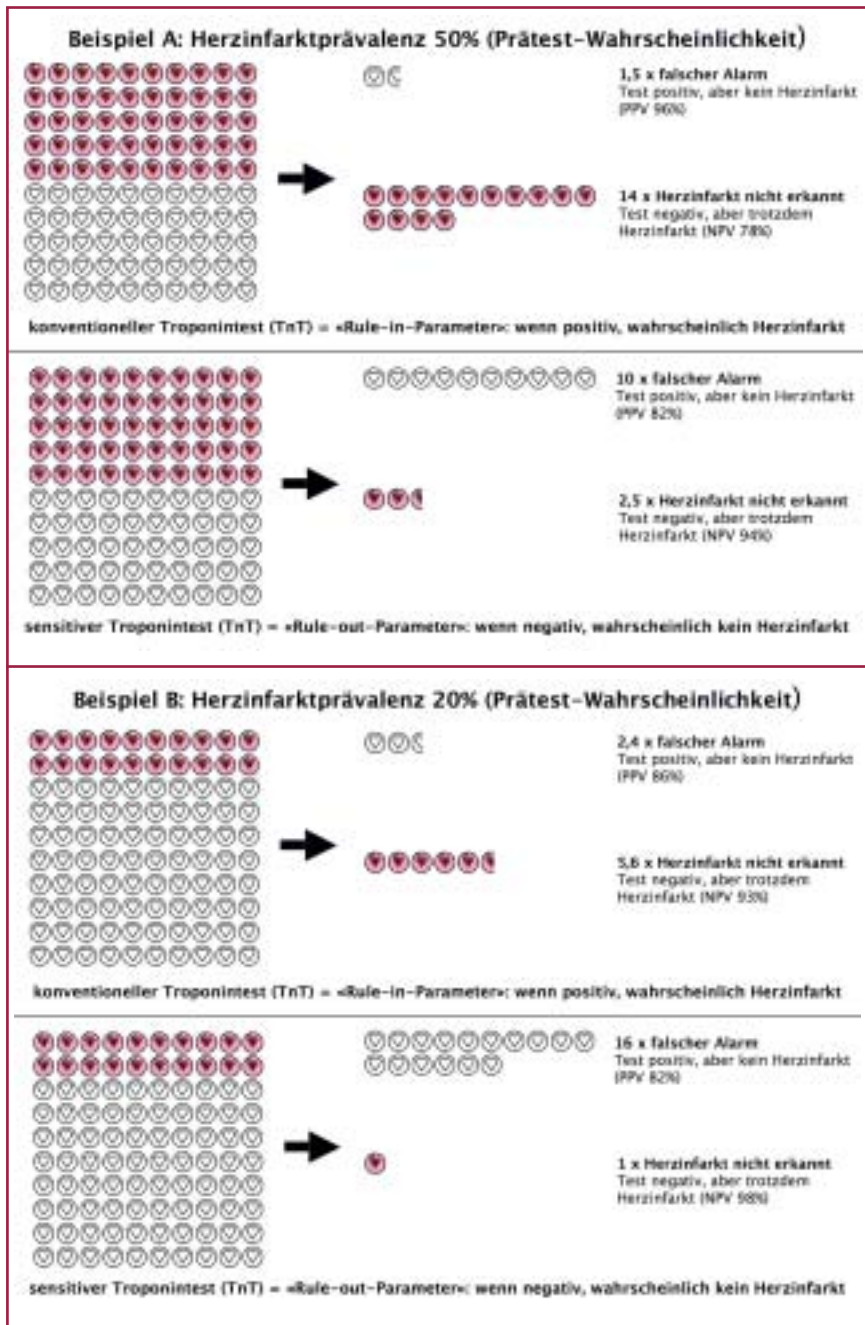 Beispiel A: Herzinfarktprävalenz 50% (Prätest-Wahrscheinlichkeit)
1,5 x falscher Alarm
Test positiv, aber kein Herzinfarkt
(PPV 96%)
14 x Herzinfarkt nicht erkannt
Test negativ, aber trotzdem
Herzinfarkt (NPV 78%)
konventioneller Troponintest (TnT) = «Rule-in-Parameter»: wenn positiv, wahrscheinlich Herzinfarkt
10 x falscher Alarm
Test positiv, aber kein Herzinfarkt
(PPV 82%)
2,5 x Herzinfarkt nicht erkannt
Test negativ, aber trotzdem
Herzinfarkt (NPV 94%)
sensitiver Troponintest (TnT) = «Rule-out-Parameter»: wenn negativ, wahrscheinlich kein Herzinfarkt
Beispiel B: Herzinfarktprävalenz 20% (Prätest-Wahrscheinlichkeit)
2,4 x falscher Alarm
Test positiv, aber kein Herzinfarkt
(PPV 86%)
5,6 x Herzinfarkt nicht erkannt
Test negativ, aber trotzdem
Herzinfarkt (NPV 93%)
konventioneller Troponintest (TnT) = «Rule-in-Parameter»: wenn positiv, wahrscheinlich Herzinfarkt
16 x falscher Alarm
Test positiv, aber kein Herzinfarkt
(PPV 82%)
1 x Herzinfarkt nicht erkannt
Test negativ, aber trotzdem
Herzinfarkt (NPV 98%)
sensitiver Troponintest (TnT) = «Rule-out-Parameter»: wenn negativ, wahrscheinlich kein Herzinfarkt